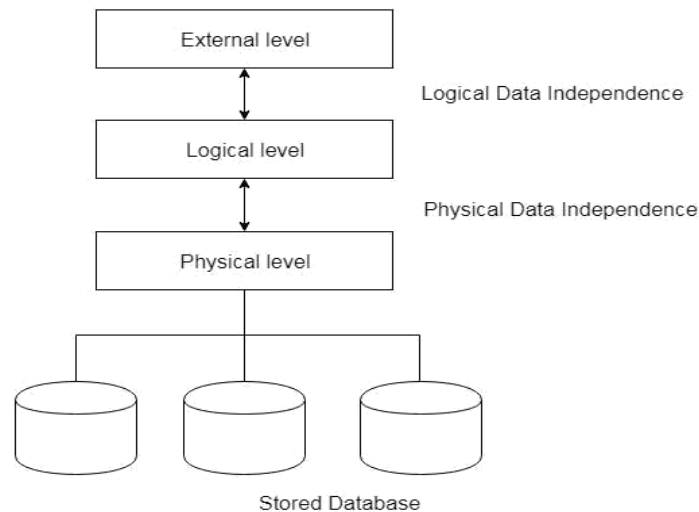 External level
Logical Data Independence
Logical level
Physical Data Independence
Physical level
Stored Database